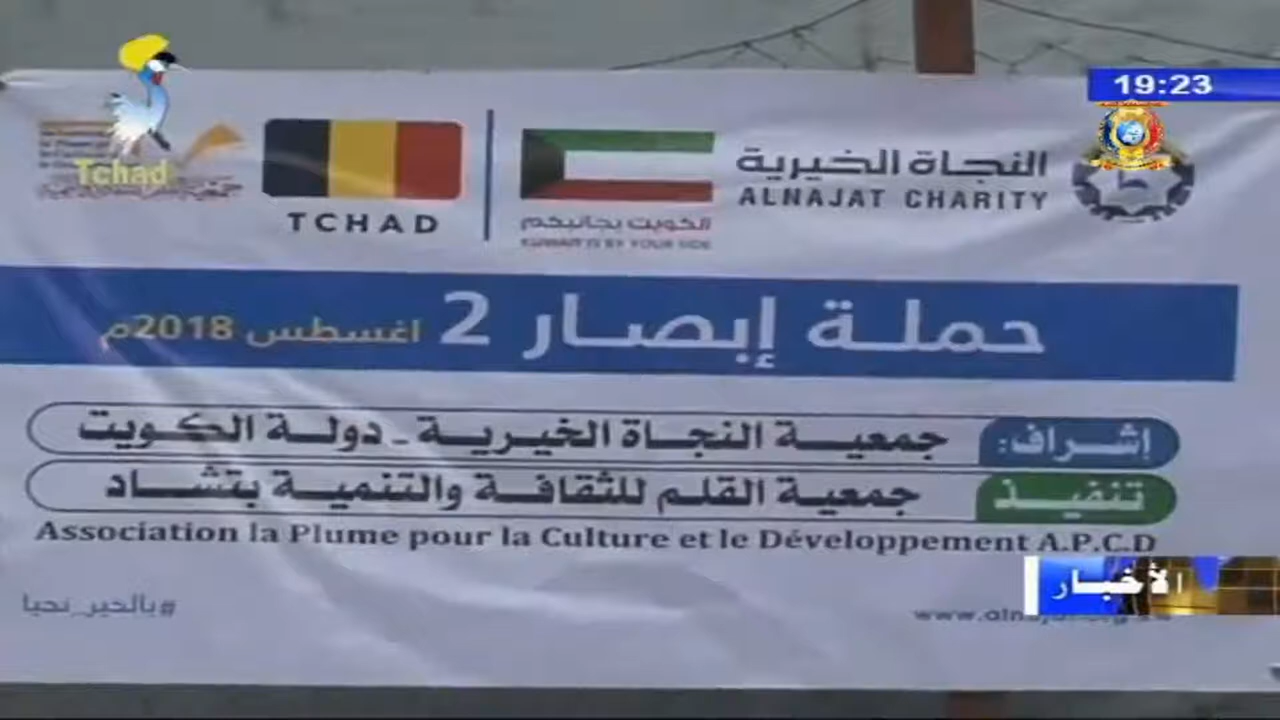 19:23
Tchad
TCHAD
الكويت بجانبكم
KUWAIT IS BY YOUR SIDE
النجاة الخيرية
ALNAJAT CHARITY
حملة إبصار 2 اغسطس 2018م
إشراف: جمعية النجاة الخيرية - دولة الكويت
تنفيذ جمعية القلم للثقافة والتنمية بتشاد
Association la Plume pour la Culture et le Développement A.P.C.D
#بالخير_نحيا
الأخبار